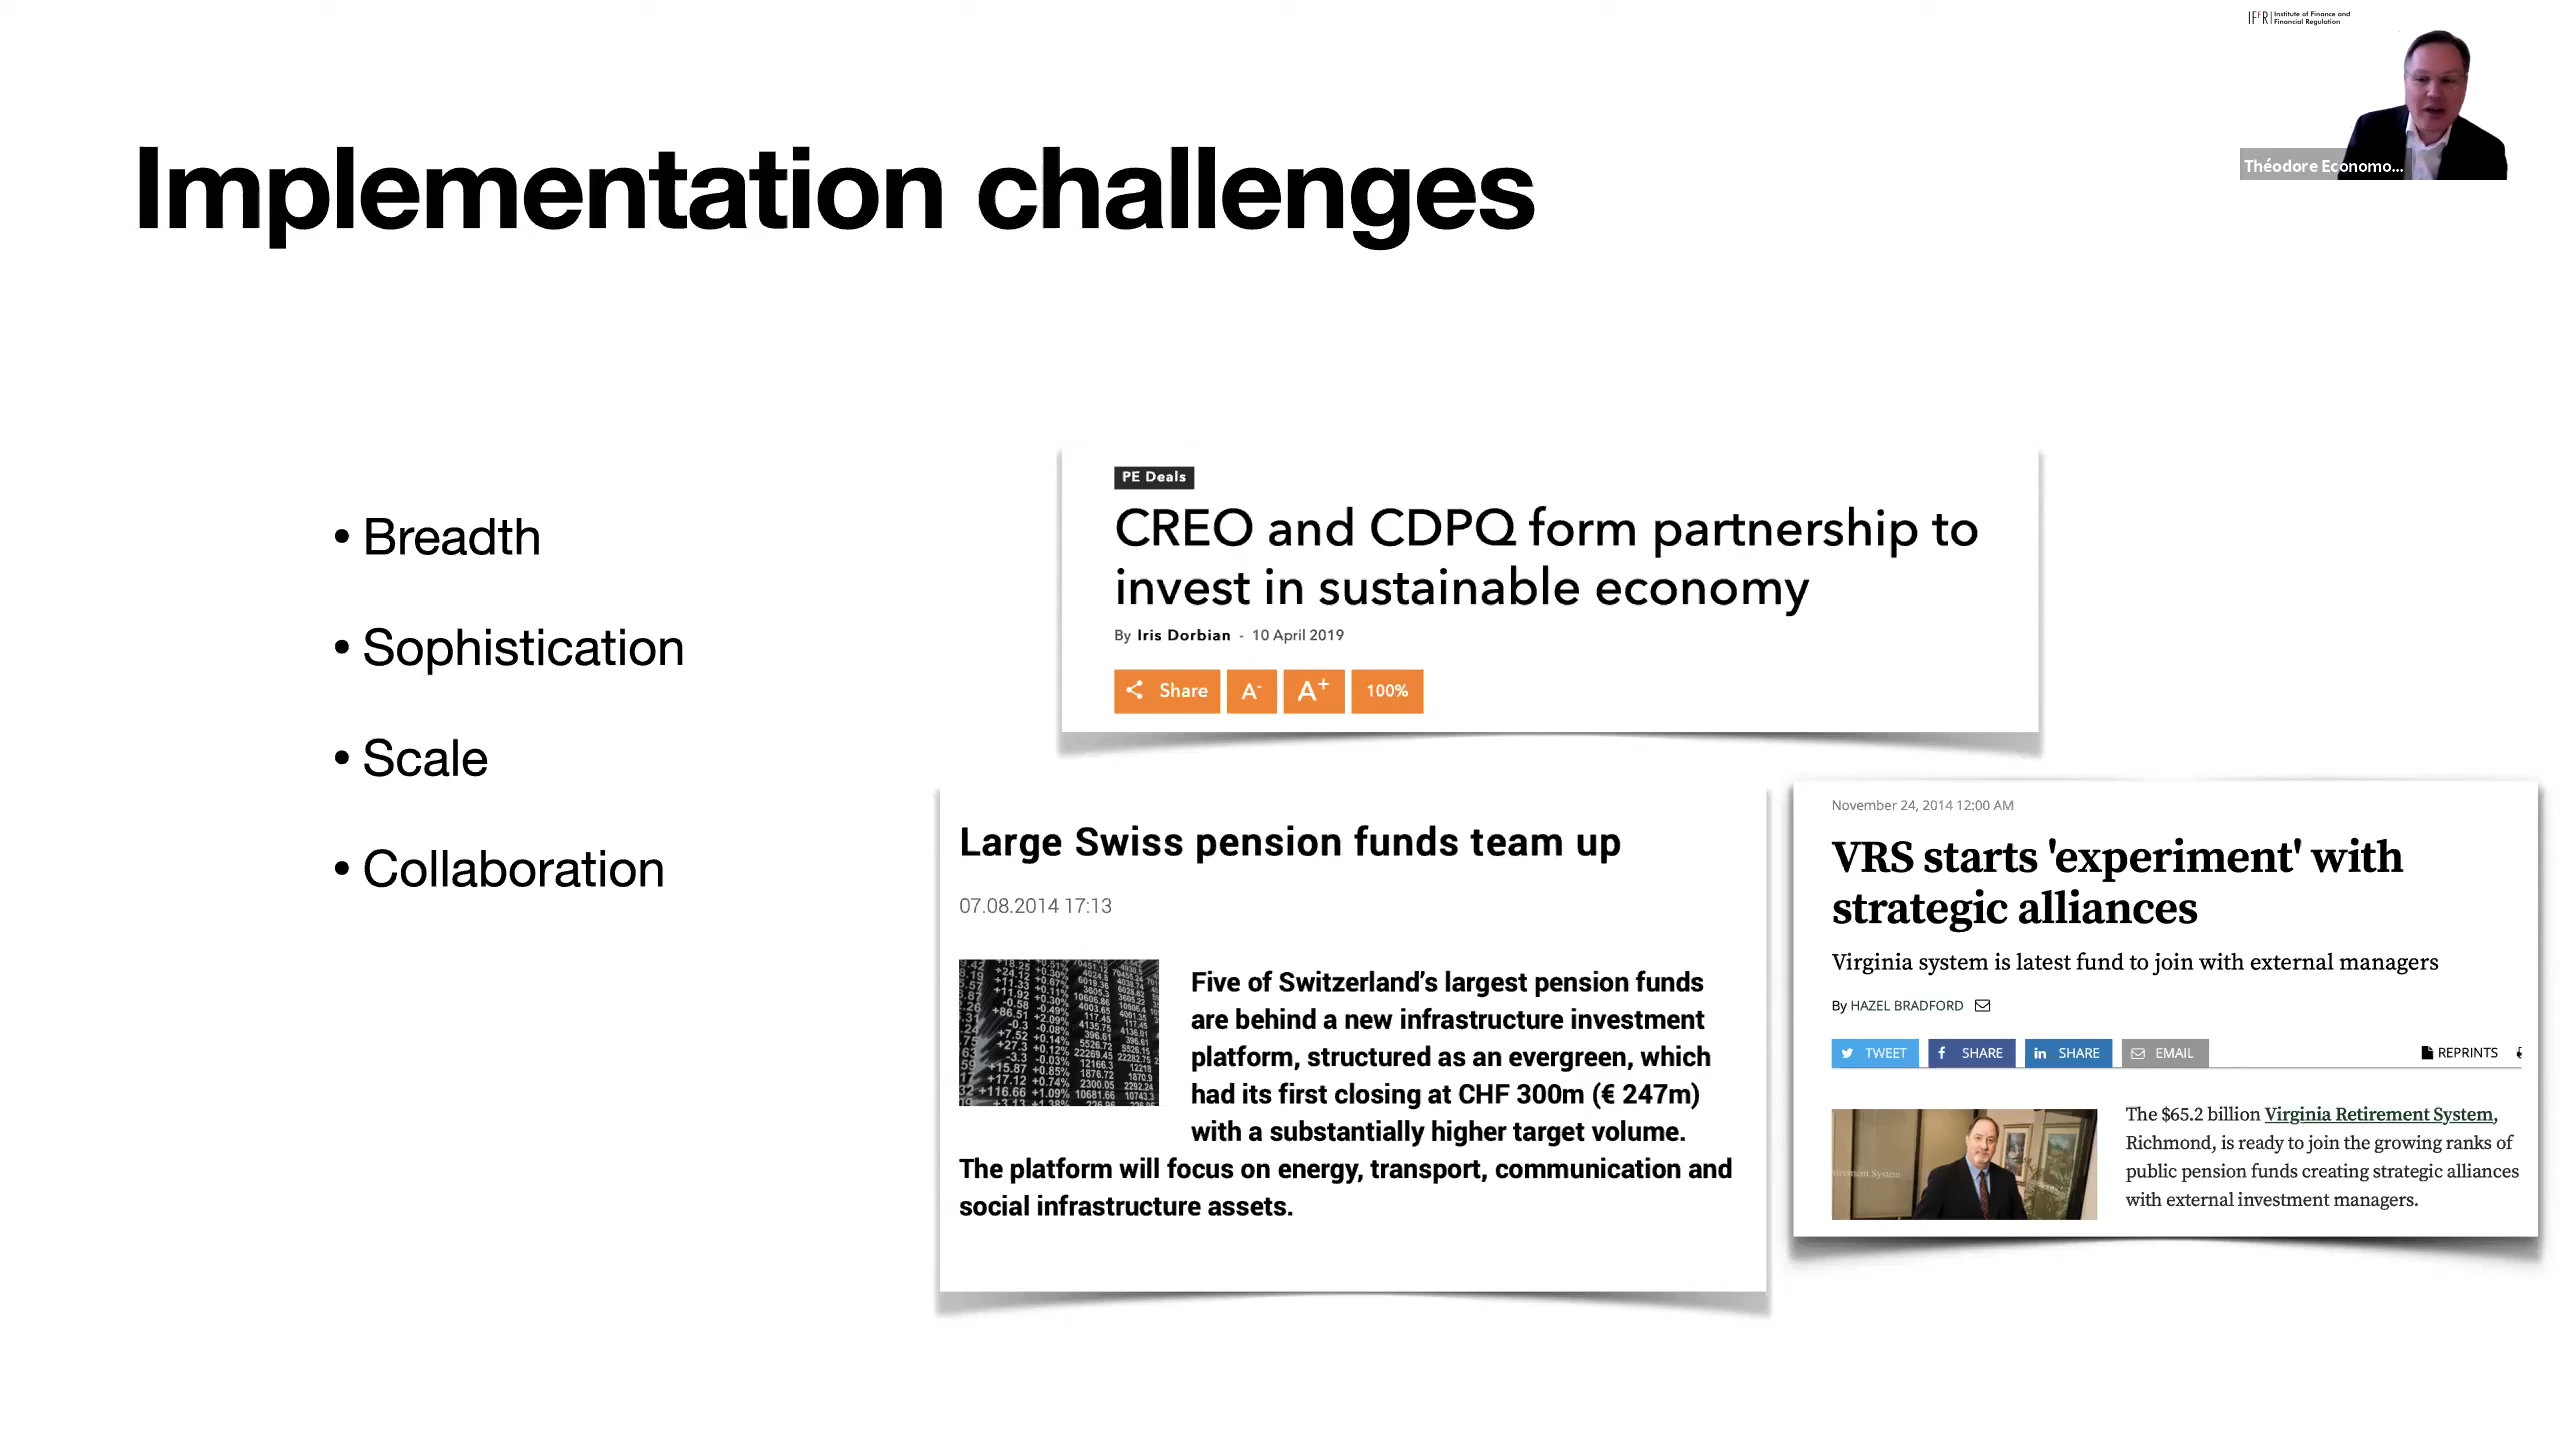 IFFR Institute of Finance and
Financial Regulation
Théodore Economo...
Implementation challenges
• Breadth
• Sophistication
• Scale
• Collaboration
PE Deals
CREO and CDPQ form partnership to
invest in sustainable economy
By Iris Dorbian - 10 April 2019
Share A- A+ 100%
Large Swiss pension funds team up
07.08.2014 17:13
Five of Switzerland's largest pension funds
are behind a new infrastructure investment
platform, structured as an evergreen, which
had its first closing at CHF 300m (€ 247m)
with a substantially higher target volume.
The platform will focus on energy, transport, communication and
social infrastructure assets.
November 24, 2014 12:00 AM
VRS starts 'experiment' with
strategic alliances
Virginia system is latest fund to join with external managers
By HAZEL BRADFORD
TWEET SHARE SHARE EMAIL REPRINTS
The $65.2 billion Virginia Retirement System,
Richmond, is ready to join the growing ranks of
public pension funds creating strategic alliances
with external investment managers.